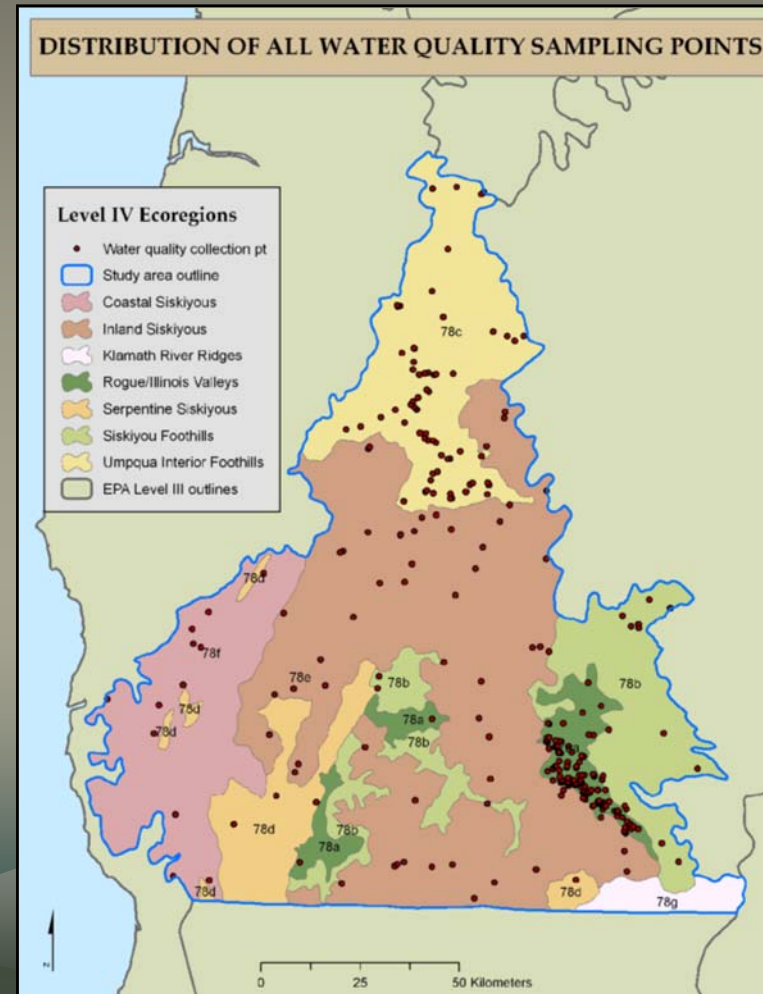 DISTRIBUTION OF ALL WATER QUALITY SAMPLING POINTS
Level IV Ecoregions
Water quality collection pt
Study area outline
Coastal Siskiyous
Inland Siskiyous
Klamath River Ridges
Rogue/Illinois Valleys
Serpentine Siskiyous
Siskiyou Foothills
Umpqua Interior Foothills
EPA Level III outlines
78c
78d
78f
78e
78b
78b
78d
78a
78b
78d
78d
78b
78a
78d
78d
78g
0 25 50 Kilometers